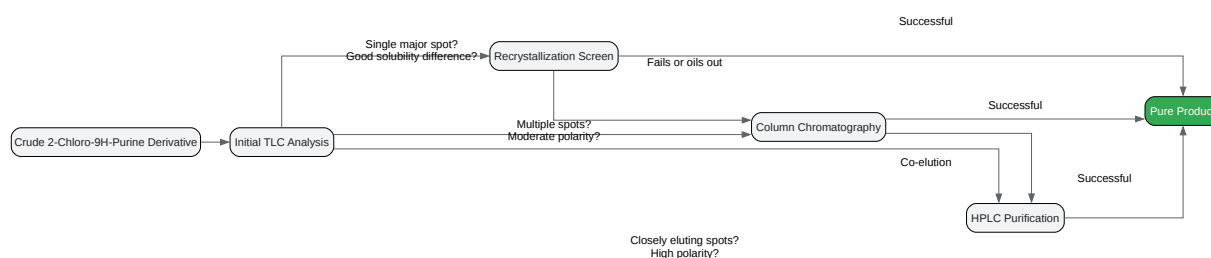 Successful
Single major spot?
Good solubility difference?
Recrystallization Screen
Fails or oils out
Successful
Pure Produc
Multiple spots?
Moderate polarity?
Column Chromatography
Crude 2-Chloro-9H-Purine Derivative
Initial TLC Analysis
Co-elution
Successful
HPLC Purification
Closely eluting spots?
High polarity?